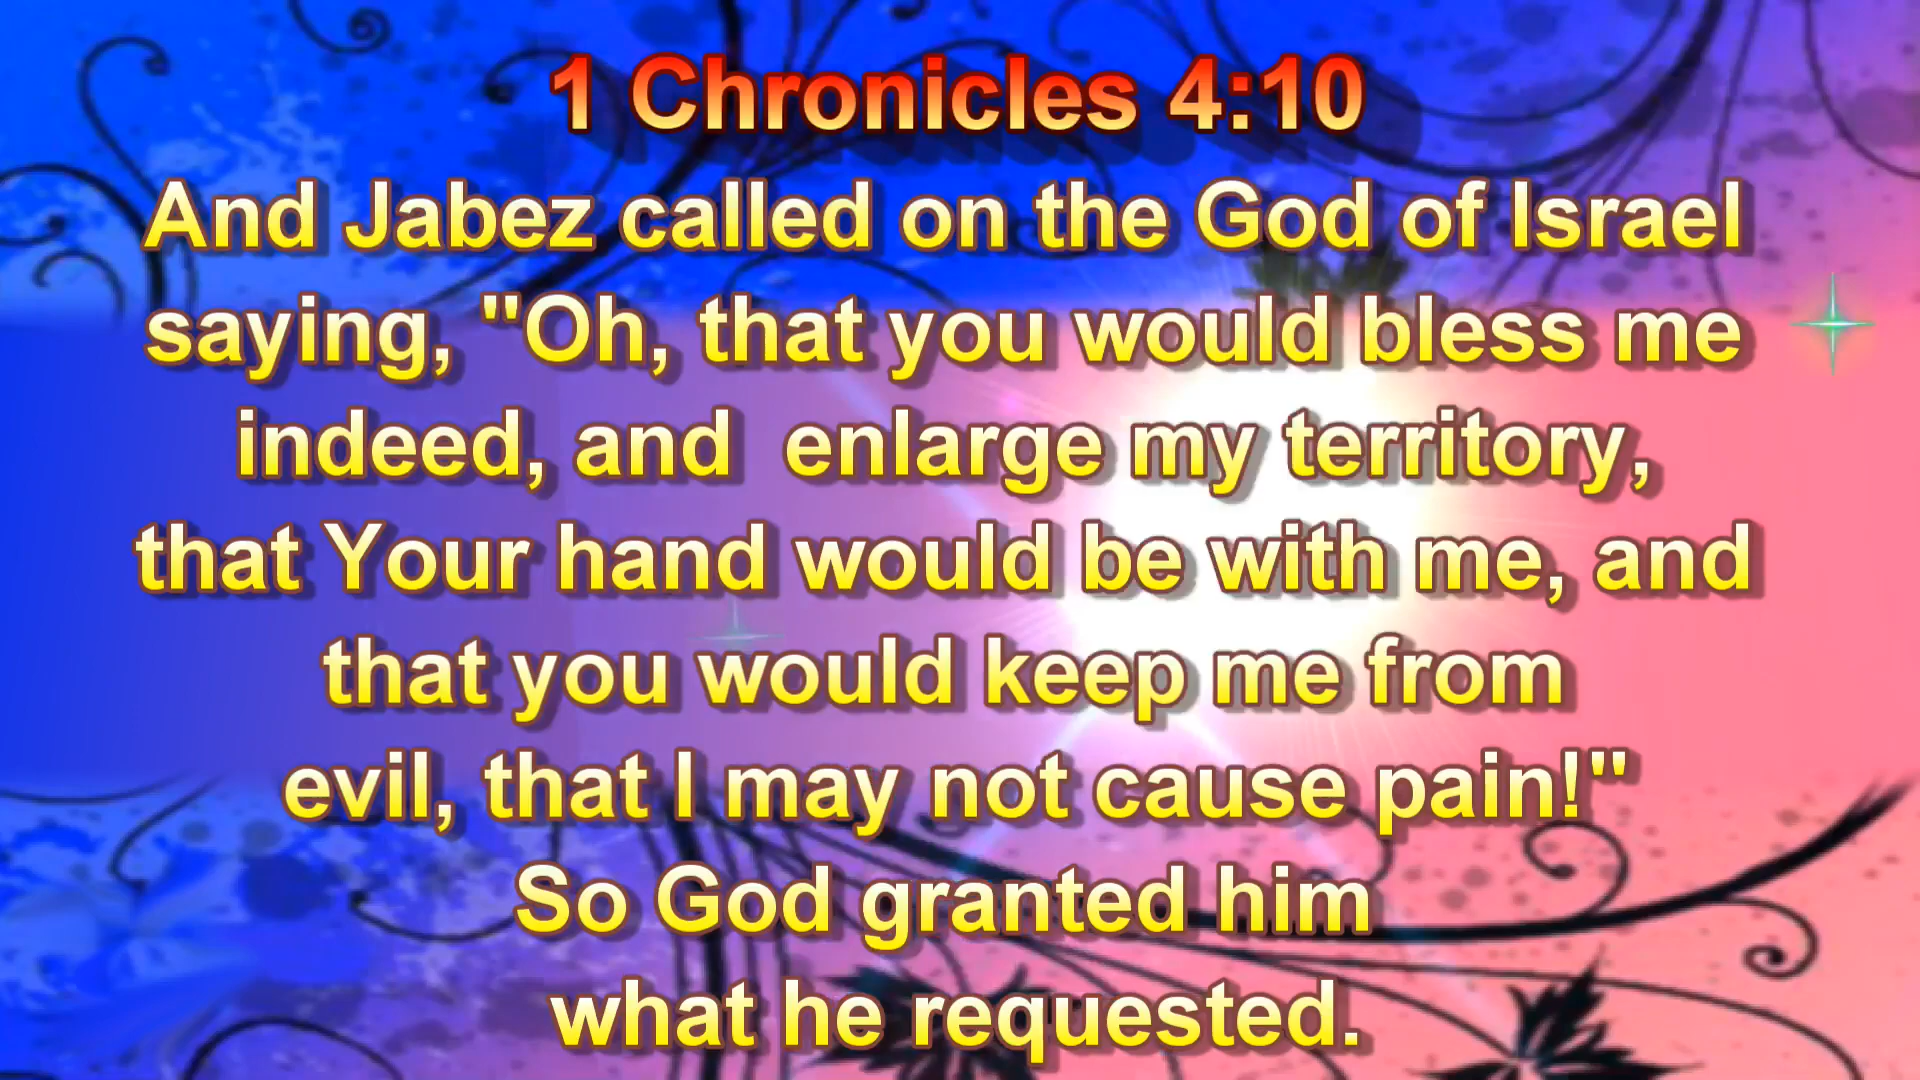 1 Chronicles 4:10
And Jabez called on the God of Israel
saying, "Oh, that you would bless me
indeed, and  enlarge my territory,
that Your hand would be with me, and
that you would keep me from
evil, that I may not cause pain!"
So God granted him
what he requested.